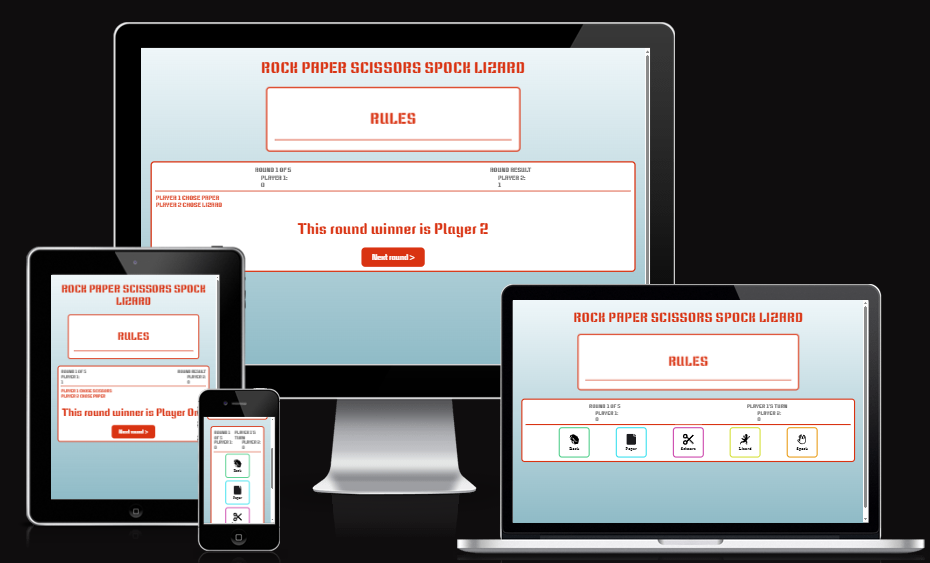 ROCK PAPER SCISSORS SPOCK LIZARD
RULES
ROUND 1 OF 5
PLAYER 1:
0
ROUND RESULT
PLAYER 2:
1
PLAYER 1 CHOSE PAPER
PLAYER 2 CHOSE LIZARD
This round winner is Player 2
Next round >
ROCK PAPER SCISSORS SPOCK
LIZARD
RULES
ROUND 1 OF 5
PLAYER 1:
1
ROUND RESULT
PLAYER 2:
0
PLAYER 1 CHOSE SCISSORS
PLAYER 2 CHOSE PAPER
This round winner is Player On
Next round >
ROUND 1
OF 5
PLAYER 1:
0
PLAYER 1'S
TURN
PLAYER 2:
0
Rock
Paper
ROCK PAPER SCISSORS SPOCK LIZARD
RULES
ROUND 1 OF 5
PLAYER 1:
0
PLAYER 1'S TURN
PLAYER 2:
0
Rock
Paper
Scissors
Lizard
Spock